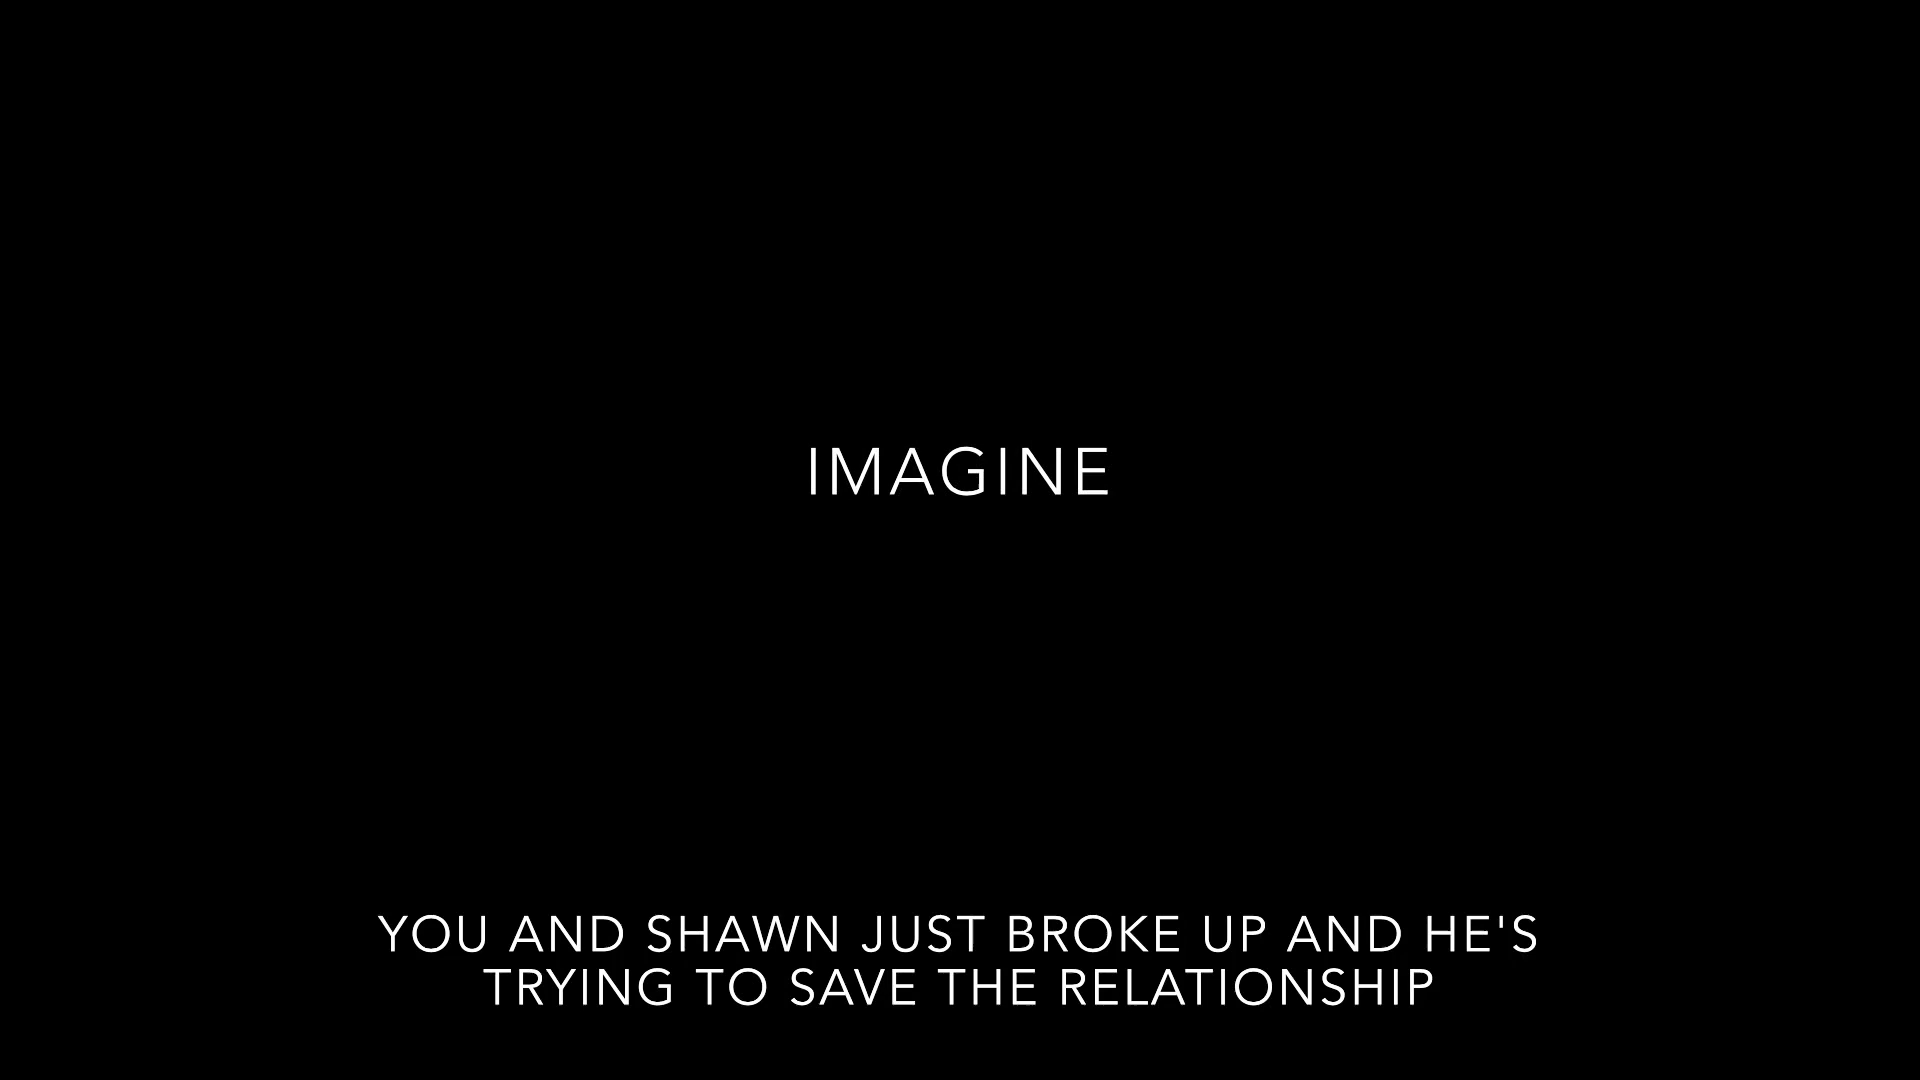 IMAGINE
YOU AND SHAWN JUST BROKE UP AND HE'S
TRYING TO SAVE THE RELATIONSHIP